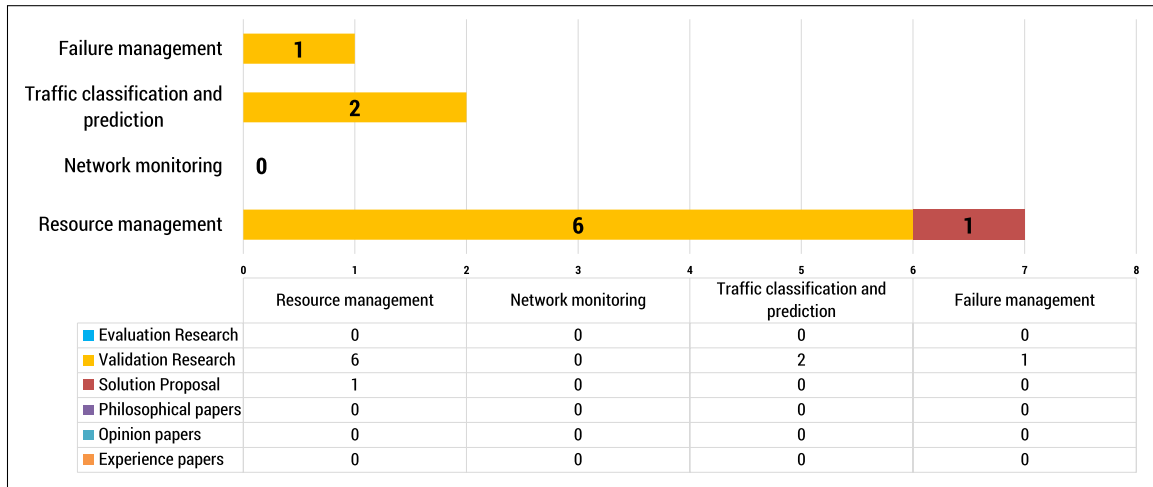 Failure management
1
Traffic classification and
prediction
2
Network monitoring
0
Resource management
6
1
0 1 2 3 4 5 6 7 8
Resource management Network monitoring Traffic classification and prediction Failure management
Evaluation Research 0 0 0 0
Validation Research 6 0 2 1
Solution Proposal 1 0 0 0
Philosophical papers 0 0 0 0
Opinion papers 0 0 0 0
Experience papers 0 0 0 0